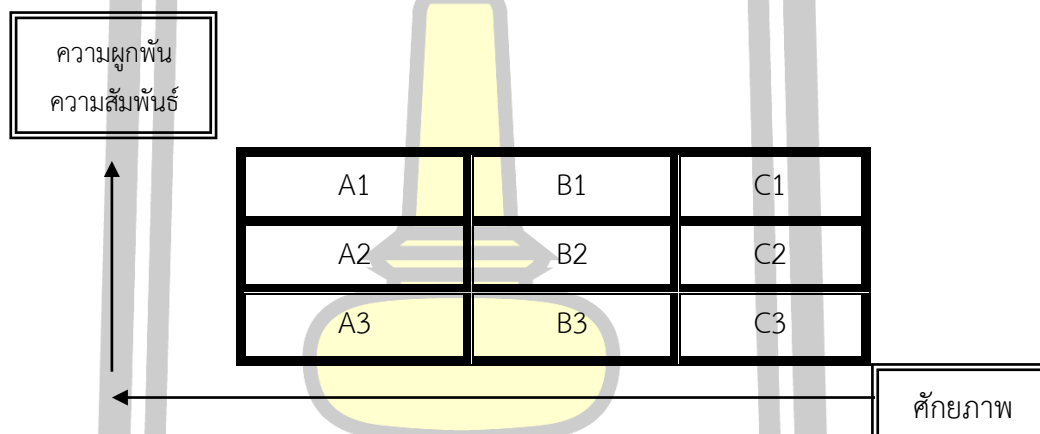 ความผูกพัน
ความสัมพันธ์
A1 B1 C1
A2 B2 C2
A3 B3 C3
ศักยภาพ